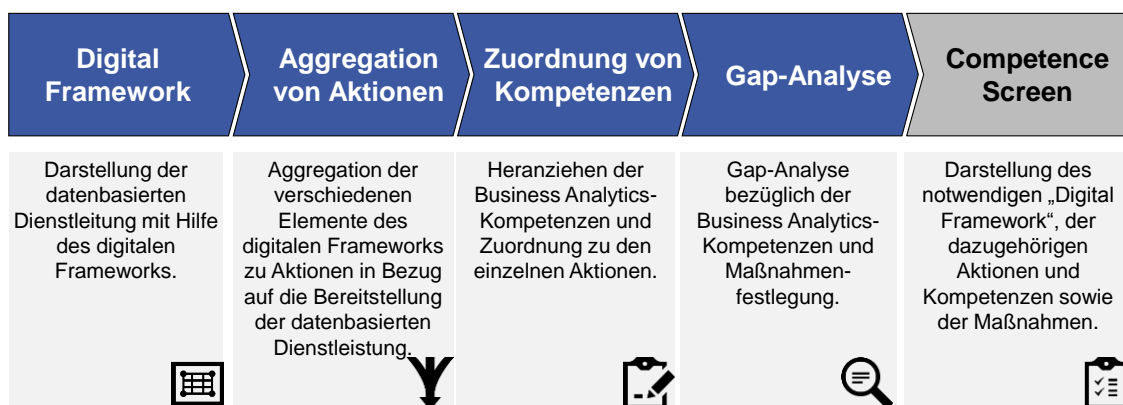 Digital
Framework
Aggregation
von Aktionen
Zuordnung von
Kompetenzen
Gap-Analyse
Competence
Screen
Darstellung der
datenbasierten
Dienstleitung mit Hilfe
des digitalen
Frameworks.
Aggregation der
verschiedenen
Elemente des
digitalen Frameworks
zu Aktionen in Bezug
auf die Bereitstellung
der datenbasierten
Dienstleistung.
Heranziehen der
Business Analytics-
Kompetenzen und
Zuordnung zu den
einzelnen Aktionen.
Gap-Analyse
bezüglich der
Business Analytics-
Kompetenzen und
Maßnahmen-
festlegung.
Darstellung des
notwendigen „Digital
Framework“, der
dazugehörigen
Aktionen und
Kompetenzen sowie
der Maßnahmen.